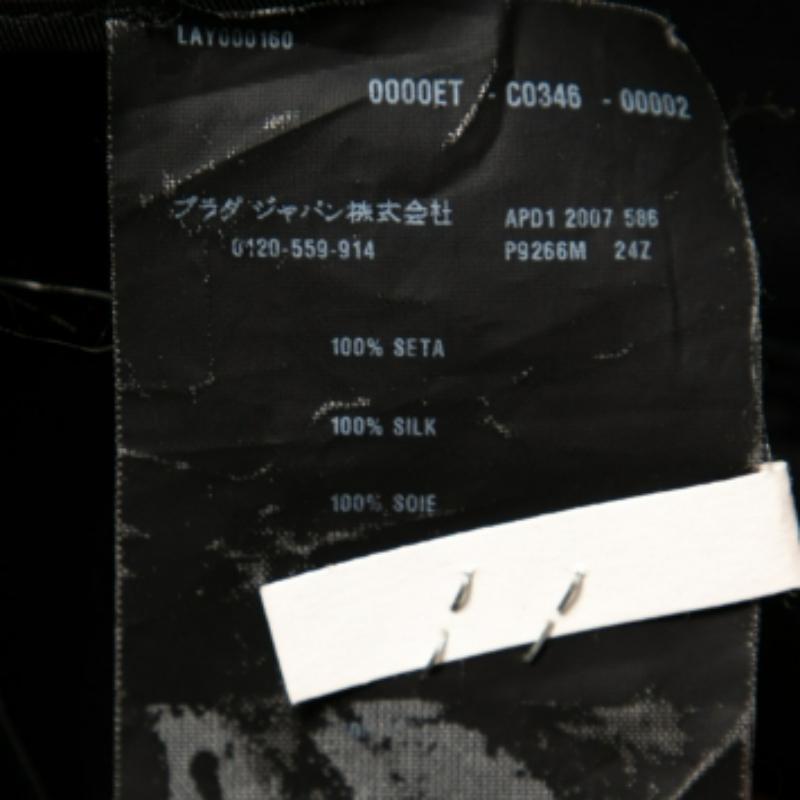 LAY000160
0000ET - C0346 - 00002
プラダ ジャパン株式会社 APD1 2007 586
0120-559-914 P9266M 24Z
100% SETA
100% SILK
100% SOIE